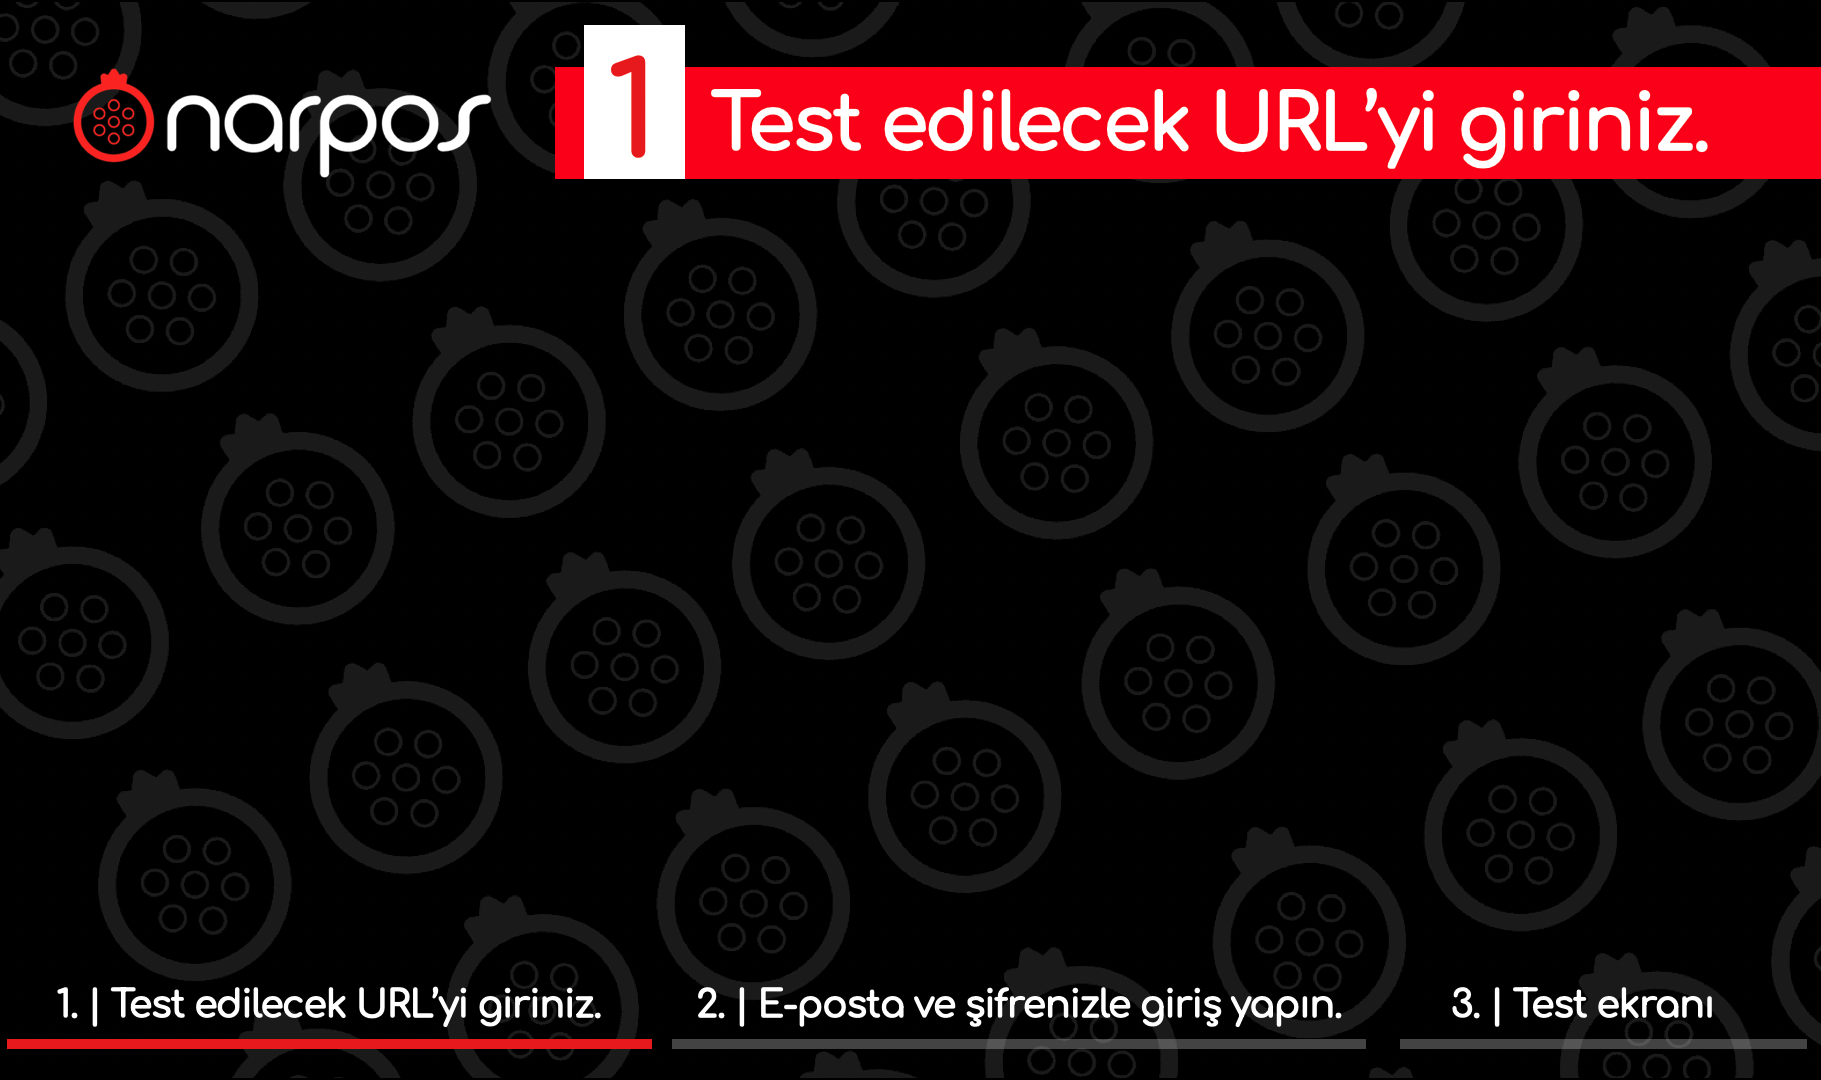 narpos
1
Test edilecek URL’yi giriniz.
1. | Test edilecek URL’yi giriniz.
2. | E-posta ve şifrenizle giriş yapın.
3. | Test ekranı